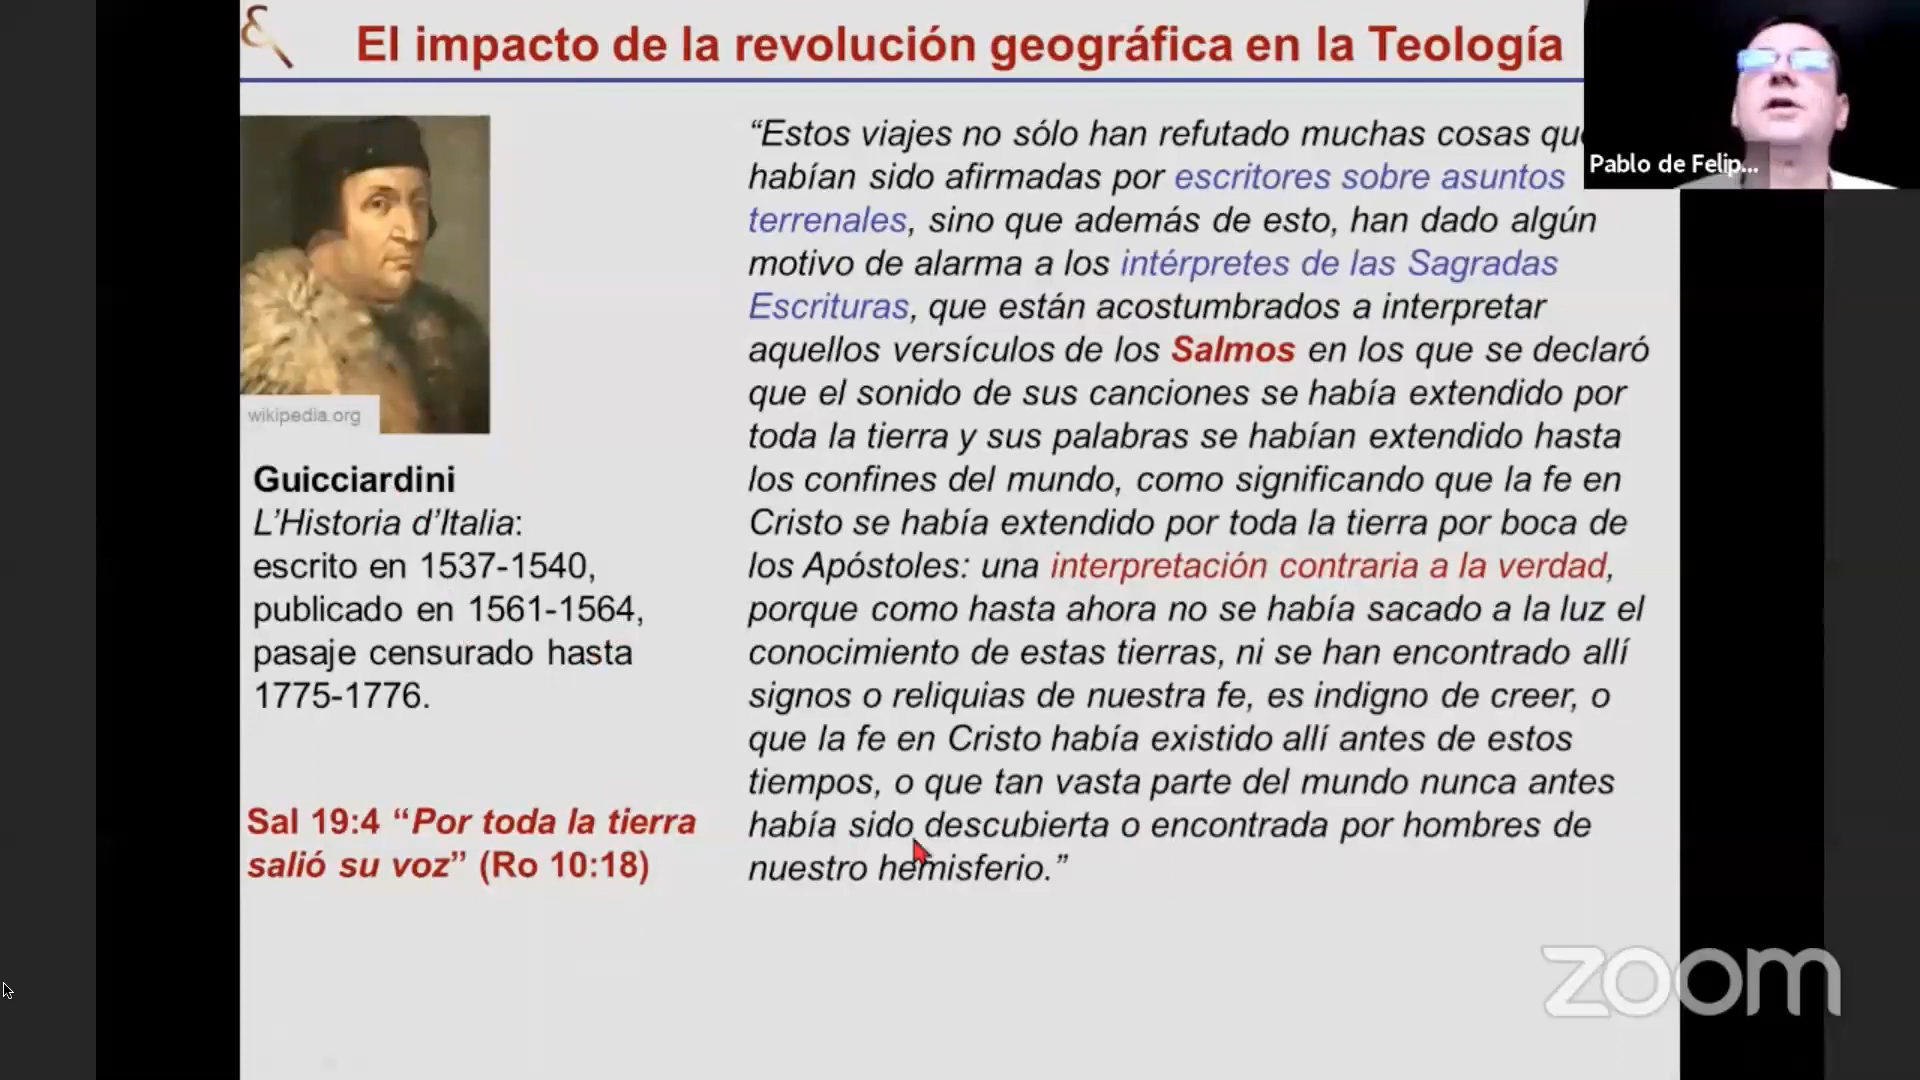 El impacto de la revolución geográfica en la Teología
Pablo de Felip...
wikipedia.org
Guicciardini
L'Historia d'Italia:
escrito en 1537-1540,
publicado en 1561-1564,
pasaje censurado hasta
1775-1776.
Sal 19:4 “Por toda la tierra
salió su voz” (Ro 10:18)
“Estos viajes no sólo han refutado muchas cosas que
habían sido afirmadas por escritores sobre asuntos
terrenales, sino que además de esto, han dado algún
motivo de alarma a los intérpretes de las Sagradas
Escrituras, que están acostumbrados a interpretar
aquellos versículos de los Salmos en los que se declaró
que el sonido de sus canciones se había extendido por
toda la tierra y sus palabras se habían extendido hasta
los confines del mundo, como significando que la fe en
Cristo se había extendido por toda la tierra por boca de
los Apóstoles: una interpretación contraria a la verdad,
porque como hasta ahora no se había sacado a la luz el
conocimiento de estas tierras, ni se han encontrado allí
signos o reliquias de nuestra fe, es indigno de creer, o
que la fe en Cristo había existido allí antes de estos
tiempos, o que tan vasta parte del mundo nunca antes
había sido descubierta o encontrada por hombres de
nuestro hemisferio.”
zoom